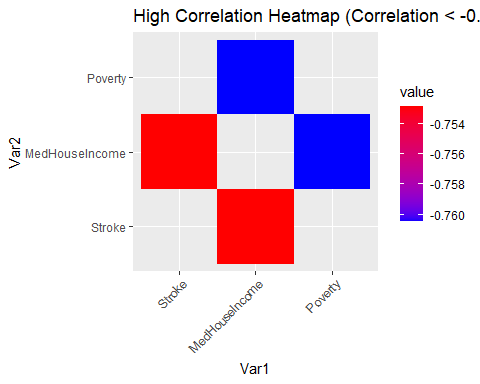 High Correlation Heatmap (Correlation < -0.
Poverty
MedHouseIncome
Stroke
Var2
Stroke
MedHouseIncome
Poverty
Var1
value
-0.754
-0.756
-0.758
-0.760